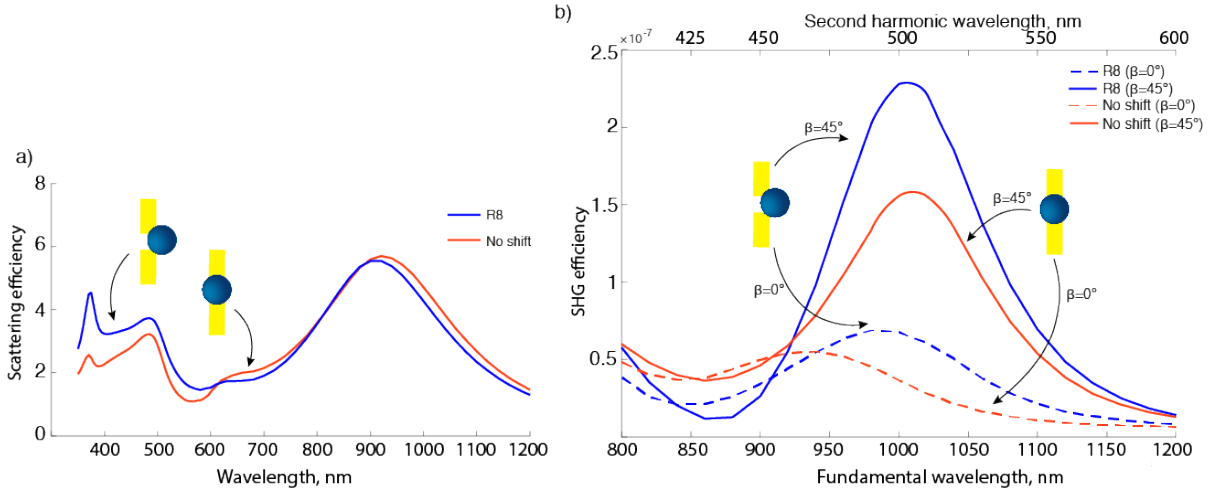 a)
Scattering efficiency
8
6
4
2
0
R8
No shift
400 500 600 700 800 900 1000 1100 1200
Wavelength, nm
b)
Second harmonic wavelength, nm
×10⁻⁷ 425 450 500 550 600
SHG efficiency
2.5
2
1.5
1
0.5
R8 (β=0°)
R8 (β=45°)
No shift (β=0°)
No shift (β=45°)
β=45°
β=45°
β=0°
β=0°
800 850 900 950 1000 1050 1100 1150 1200
Fundamental wavelength, nm